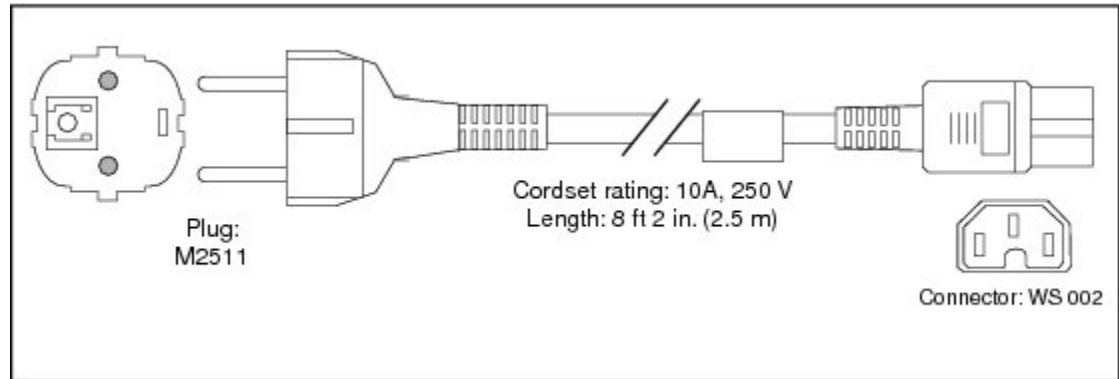 Plug:
M2511
Cordset rating: 10A, 250 V
Length: 8 ft 2 in. (2.5 m)
Connector: WS 002